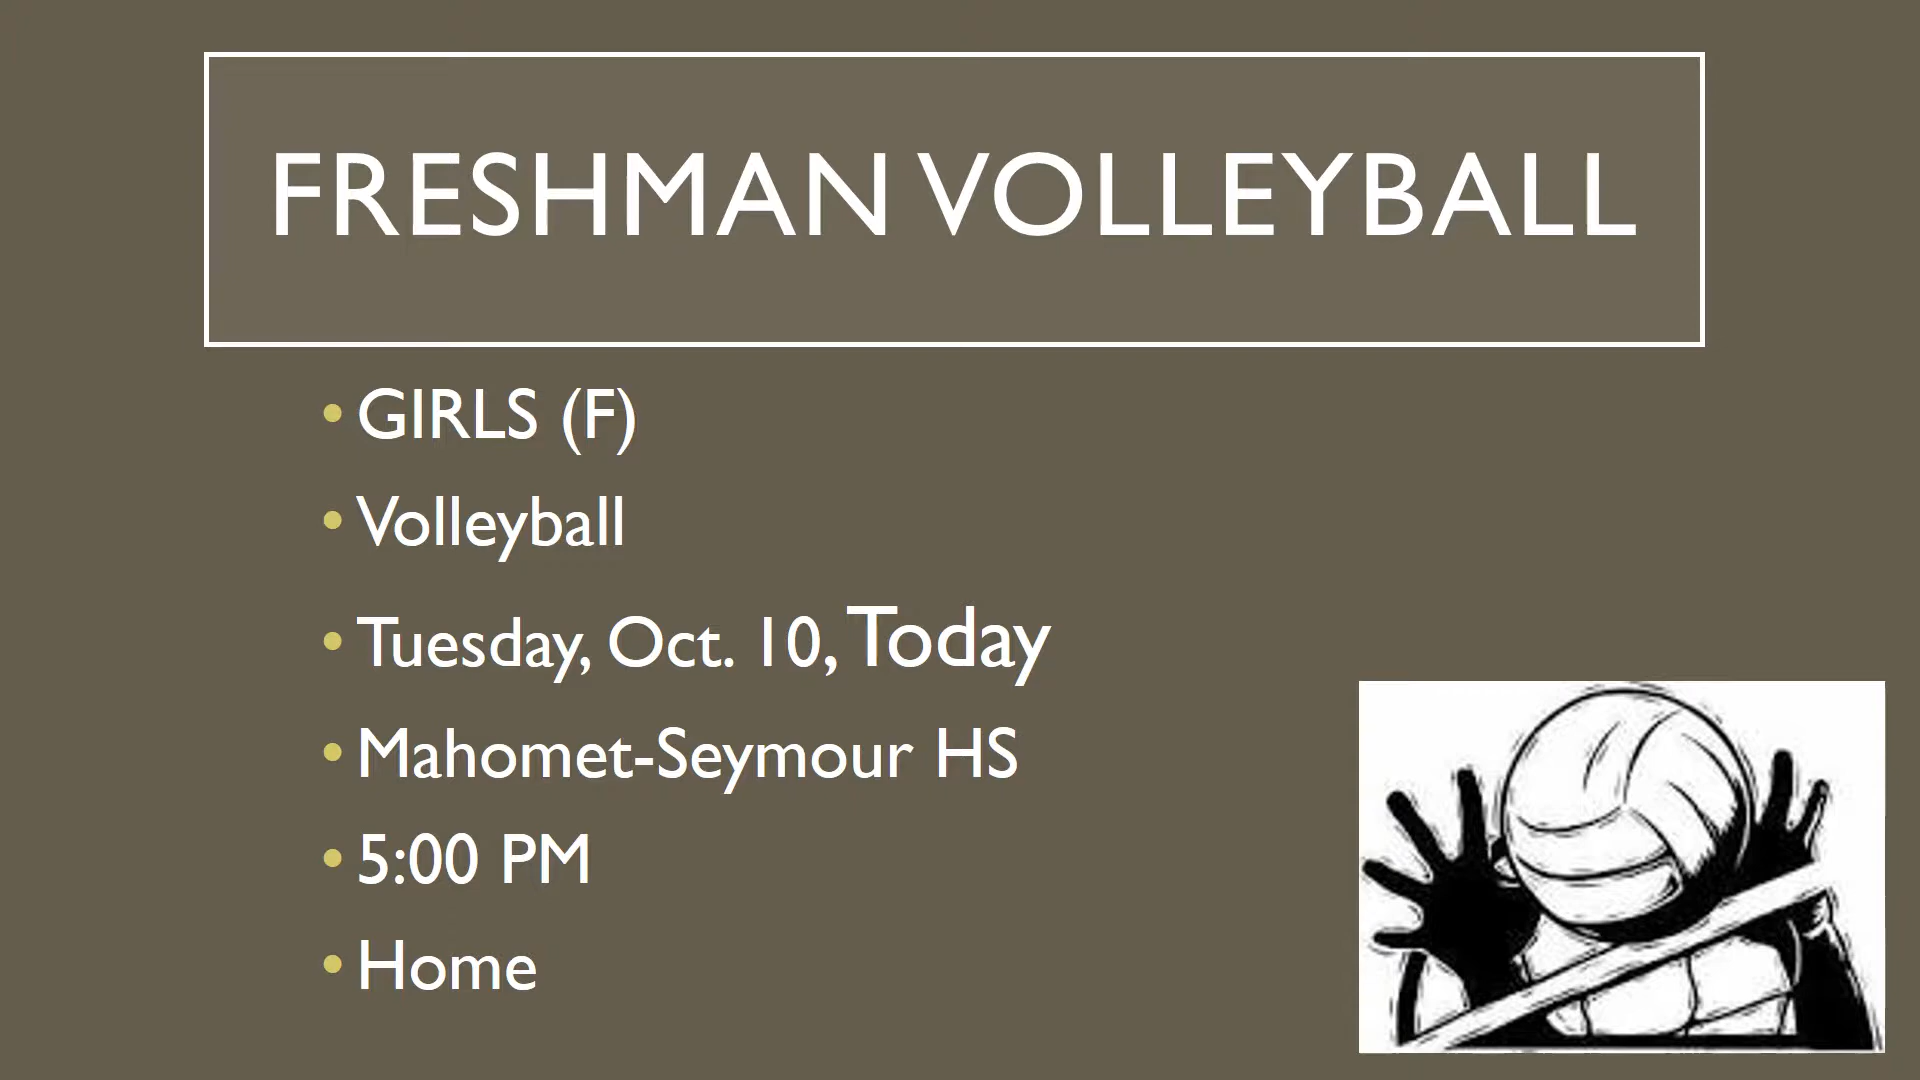 FRESHMAN VOLLEYBALL
• GIRLS (F)
• Volleyball
• Tuesday, Oct. 10, Today
• Mahomet-Seymour HS
• 5:00 PM
• Home